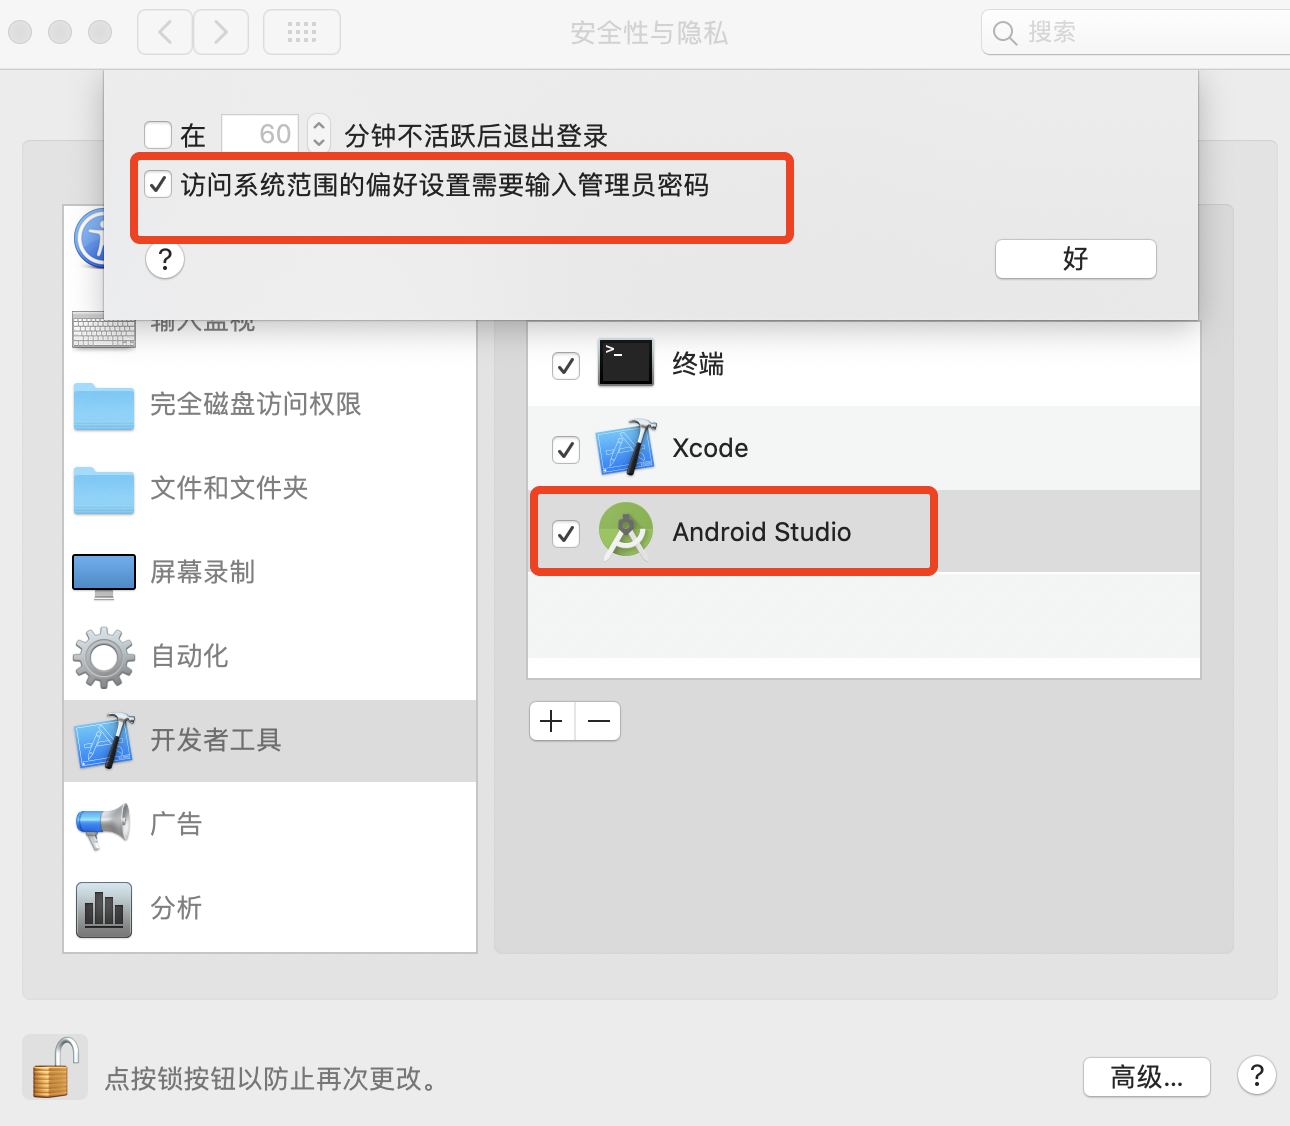 安全性与隐私
搜索
在 60 分钟不活跃后退出登录
访问系统范围的偏好设置需要输入管理员密码
?
好
输入监视
完全磁盘访问权限
文件和文件夹
屏幕录制
自动化
开发者工具
广告
分析
>_
终端
Xcode
Android Studio
点按锁按钮以防止再次更改。
高级...
?